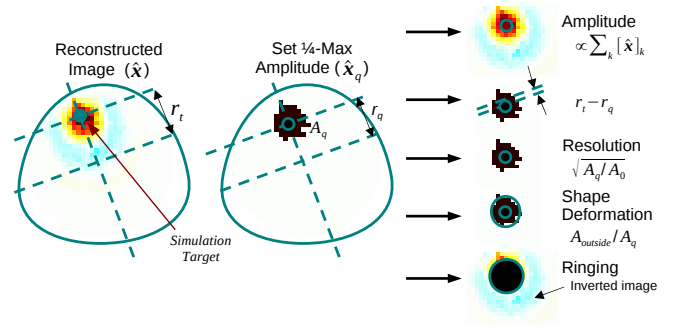 Reconstructed
Image (x̂)
r_t
Simulation
Target
Set ¼-Max
Amplitude (x̂_q)
r_q
A_q
Amplitude
∝∑_k [x̂]_k
r_t − r_q
Resolution
√A_q/A_0
Shape
Deformation
A_outside/A_q
Ringing
Inverted image